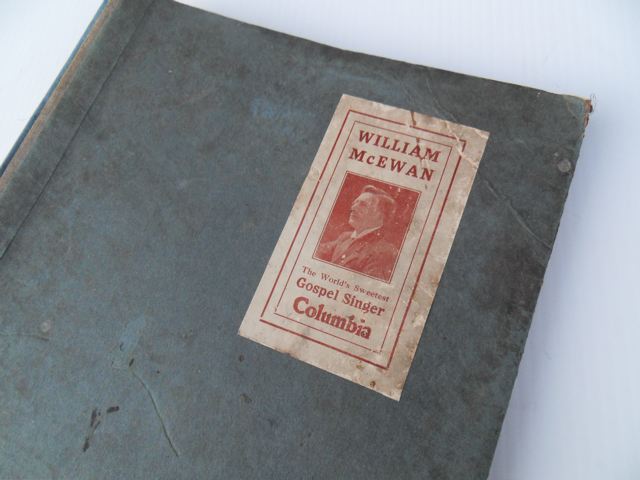 WILLIAM
McEWAN
The World's Sweetest
Gospel Singer
Columbia